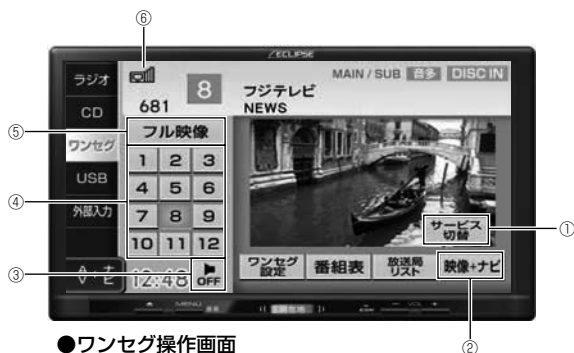 ⑥
ECLIPSE
ラジオ
CD
ワンセグ
USB
外部入力
8
681
フジテレビ
NEWS
MAIN / SUB 音多 DISC IN
⑤
フル映像
1 2 3
4 5 6
7 8 9
10 11 12
④
③
12:48
OFF
サービス
切替
①
ワンセグ
設定
番組表
放送局
リスト
映像+ナビ
②
MENU
VOL
●ワンセグ操作画面